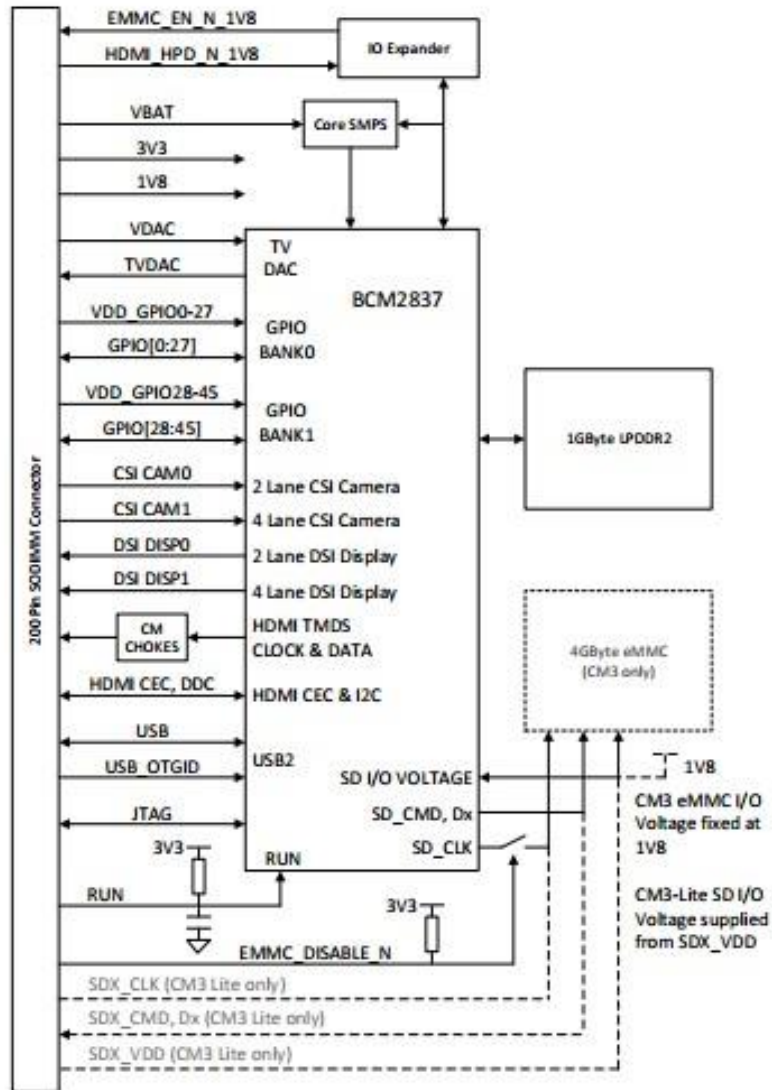 EMMC_EN_N_1V8
IO Expander
HDMI_HPD_N_1V8
VBAT
Core SMPS
3V3
1V8
VDAC
TV
DAC
TVDAC
BCM2837
VDD_GPIO0-27
GPIO
BANK0
GPIO[0:27]
VDD_GPIO28-45
GPIO
BANK1
GPIO[28:45]
1GByte LPDDR2
200 Pin SODIMM Connector
CSI CAM0
2 Lane CSI Camera
CSI CAM1
4 Lane CSI Camera
DSI DISP0
2 Lane DSI Display
DSI DISP1
4 Lane DSI Display
CM
CHOKES
HDMI TMDS
CLOCK & DATA
4GByte eMMC
(CM3 only)
HDMI CEC, DDC
HDMI CEC & I2C
USB
USB2
USB_OTGID
SD I/O VOLTAGE
1V8
SD_CMD, Dx
CM3 eMMC I/O
Voltage fixed at
1V8
JTAG
SD_CLK
3V3
RUN
RUN
3V3
CM3-Lite SD I/O
Voltage supplied
from SDX_VDD
EMMC_DISABLE_N
SDX_CLK (CM3 Lite only)
SDX_CMD, Dx (CM3 Lite only)
SDX_VDD (CM3 Lite only)